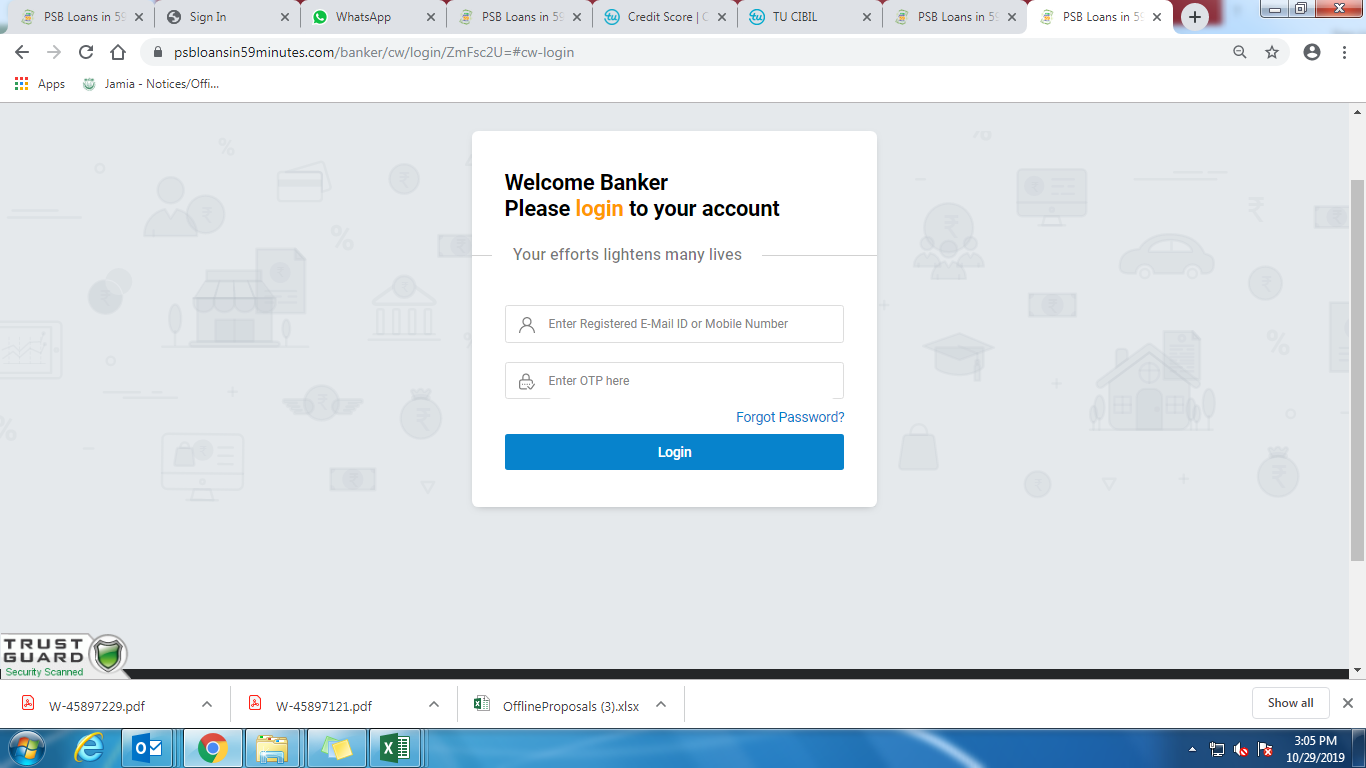 PSB Loans in 59
Sign In
WhatsApp
PSB Loans in 59
Credit Score | C
TU CIBIL
PSB Loans in 59
PSB Loans in 59
psbloansin59minutes.com/banker/cw/login/ZmFsc2U=#cw-login
Apps
Jamia - Notices/Offi...
Welcome Banker
Please login to your account
Your efforts lightens many lives
Enter Registered E-Mail ID or Mobile Number
Enter OTP here
Forgot Password?
Login
TRUST
GUARD
Security Scanned
W-45897229.pdf
W-45897121.pdf
OfflineProposals (3).xlsx
Show all
3:05 PM
10/29/2019